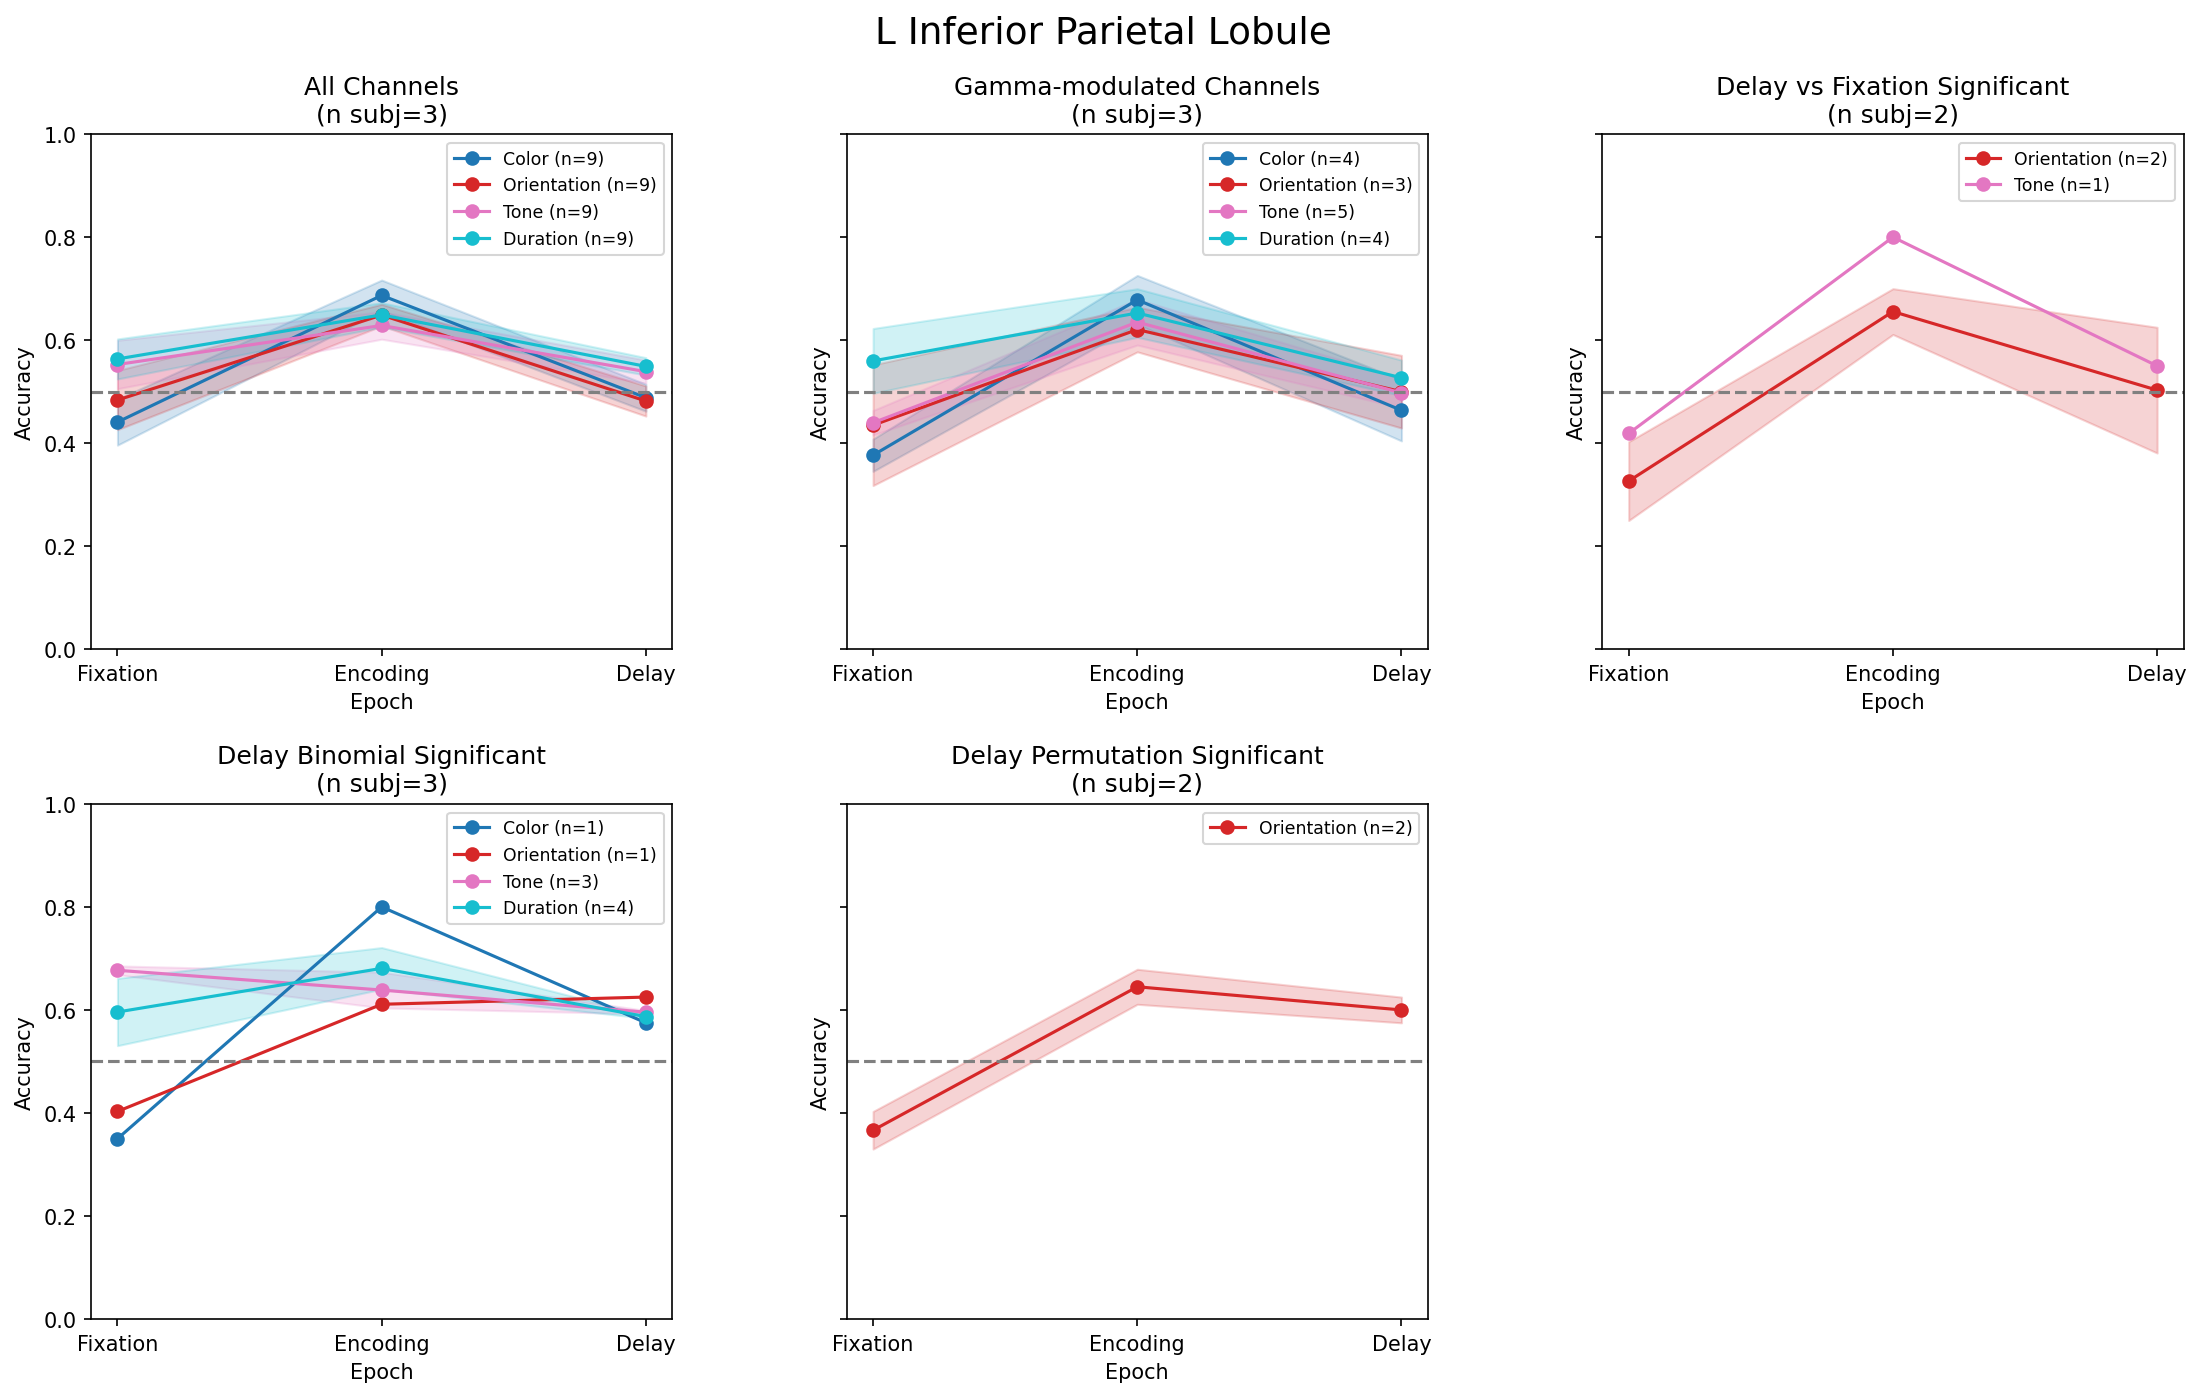 L Inferior Parietal Lobule
All Channels
(n subj=3)
1.0
0.8
0.6
0.4
0.2
0.0
Accuracy
Color (n=9)
Orientation (n=9)
Tone (n=9)
Duration (n=9)
Fixation
Encoding
Delay
Epoch
Gamma-modulated Channels
(n subj=3)
Accuracy
Color (n=4)
Orientation (n=3)
Tone (n=5)
Duration (n=4)
Fixation
Encoding
Delay
Epoch
Delay vs Fixation Significant
(n subj=2)
Accuracy
Orientation (n=2)
Tone (n=1)
Fixation
Encoding
Delay
Epoch
Delay Binomial Significant
(n subj=3)
1.0
0.8
0.6
0.4
0.2
0.0
Accuracy
Color (n=1)
Orientation (n=1)
Tone (n=3)
Duration (n=4)
Fixation
Encoding
Delay
Epoch
Delay Permutation Significant
(n subj=2)
Accuracy
Orientation (n=2)
Fixation
Encoding
Delay
Epoch